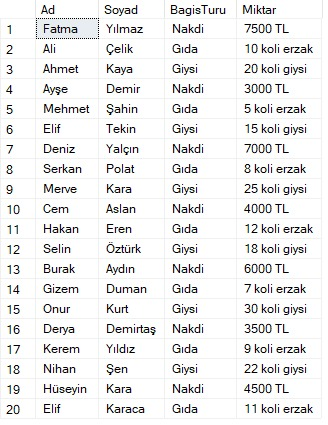 Ad Soyad BagisTuru Miktar
1 Fatma Yılmaz Nakdi 7500 TL
2 Ali Çelik Gıda 10 koli erzak
3 Ahmet Kaya Giysi 20 koli giysi
4 Ayşe Demir Nakdi 3000 TL
5 Mehmet Şahin Gıda 5 koli erzak
6 Elif Tekin Giysi 15 koli giysi
7 Deniz Yalçın Nakdi 7000 TL
8 Serkan Polat Gıda 8 koli erzak
9 Merve Kara Giysi 25 koli giysi
10 Cem Aslan Nakdi 4000 TL
11 Hakan Eren Gıda 12 koli erzak
12 Selin Öztürk Giysi 18 koli giysi
13 Burak Aydın Nakdi 6000 TL
14 Gizem Duman Gıda 7 koli erzak
15 Onur Kurt Giysi 30 koli giysi
16 Derya Demirtaş Nakdi 3500 TL
17 Kerem Yıldız Gıda 9 koli erzak
18 Nihan Şen Giysi 22 koli giysi
19 Hüseyin Kara Nakdi 4500 TL
20 Elif Karaca Gıda 11 koli erzak